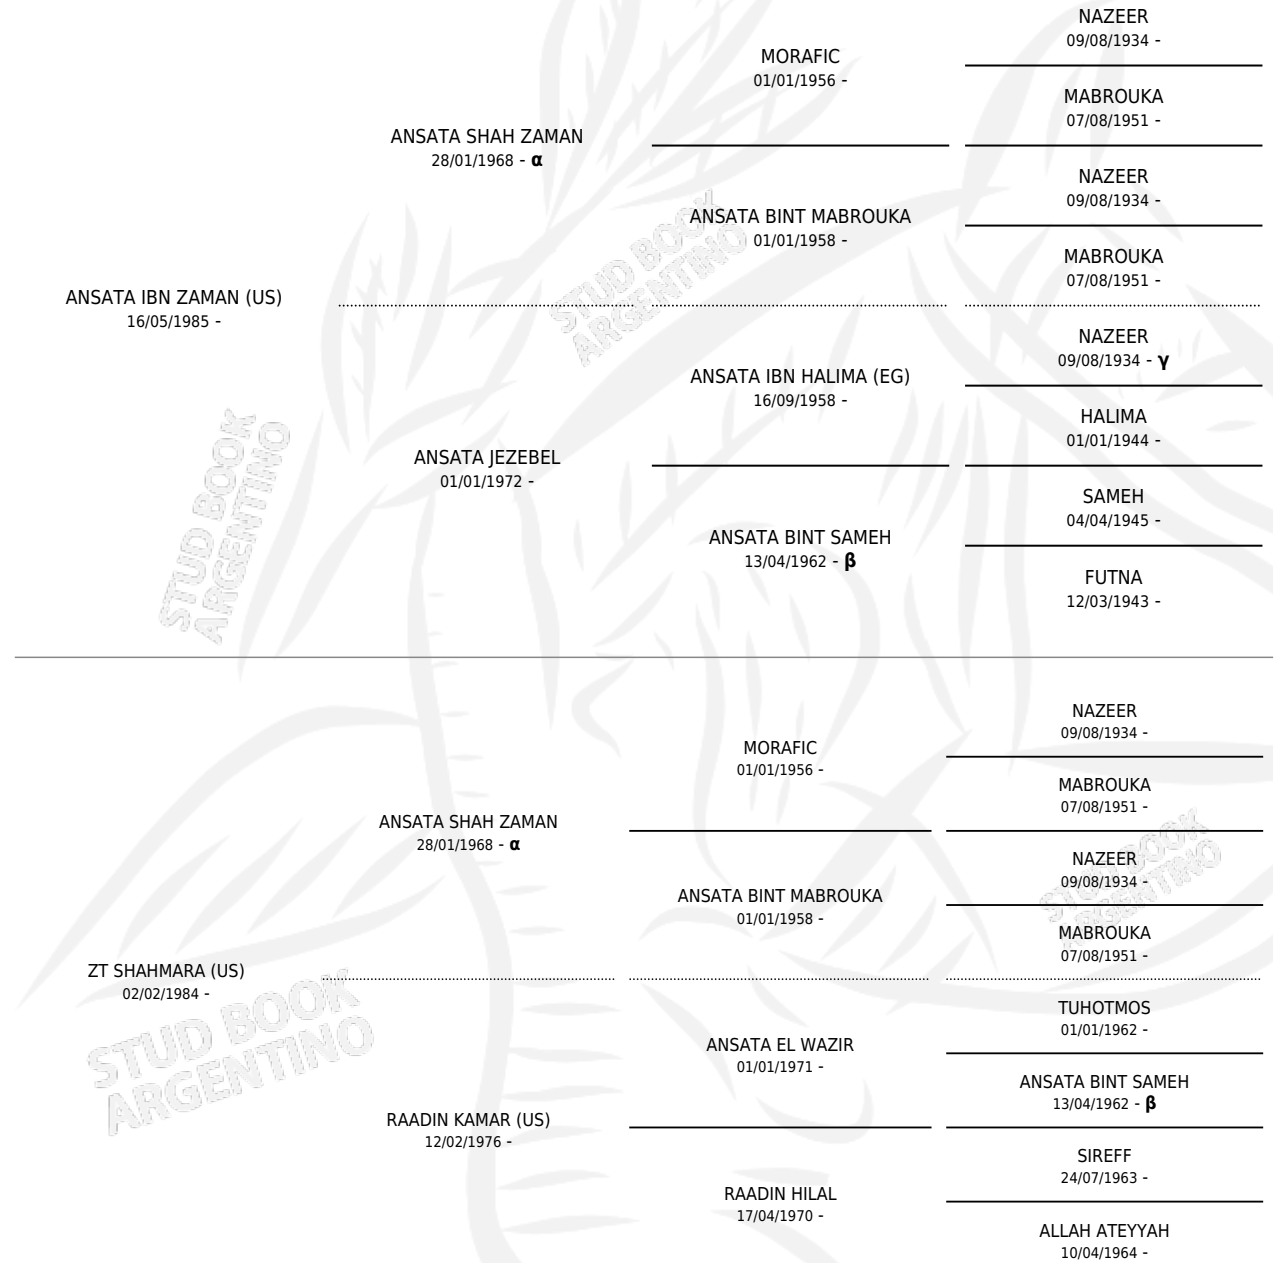 NAZEER
09/08/1934 -
MORAFIC
01/01/1956 -
MABROUKA
07/08/1951 -
ANSATA SHAH ZAMAN
28/01/1968 - α
NAZEER
09/08/1934 -
ANSATA BINT MABROUKA
01/01/1958 -
MABROUKA
07/08/1951 -
ANSATA IBN ZAMAN (US)
16/05/1985 -
NAZEER
09/08/1934 - γ
ANSATA IBN HALIMA (EG)
16/09/1958 -
HALIMA
01/01/1944 -
ANSATA JEZEBEL
01/01/1972 -
SAMEH
04/04/1945 -
ANSATA BINT SAMEH
13/04/1962 - β
FUTNA
12/03/1943 -
NAZEER
09/08/1934 -
MORAFIC
01/01/1956 -
MABROUKA
07/08/1951 -
ANSATA SHAH ZAMAN
28/01/1968 - α
NAZEER
09/08/1934 -
ANSATA BINT MABROUKA
01/01/1958 -
MABROUKA
07/08/1951 -
ZT SHAHMARA (US)
02/02/1984 -
TUHOTMOS
01/01/1962 -
ANSATA EL WAZIR
01/01/1971 -
ANSATA BINT SAMEH
13/04/1962 - β
RAADIN KAMAR (US)
12/02/1976 -
SIREFF
24/07/1963 -
RAADIN HILAL
17/04/1970 -
ALLAH ATEYYAH
10/04/1964 -
STUD BOOK
ARGENTINO
STUD BOOK
ARGENTINO
STUD BOOK
ARGENTINO
STUD BOOK
ARGENTINO